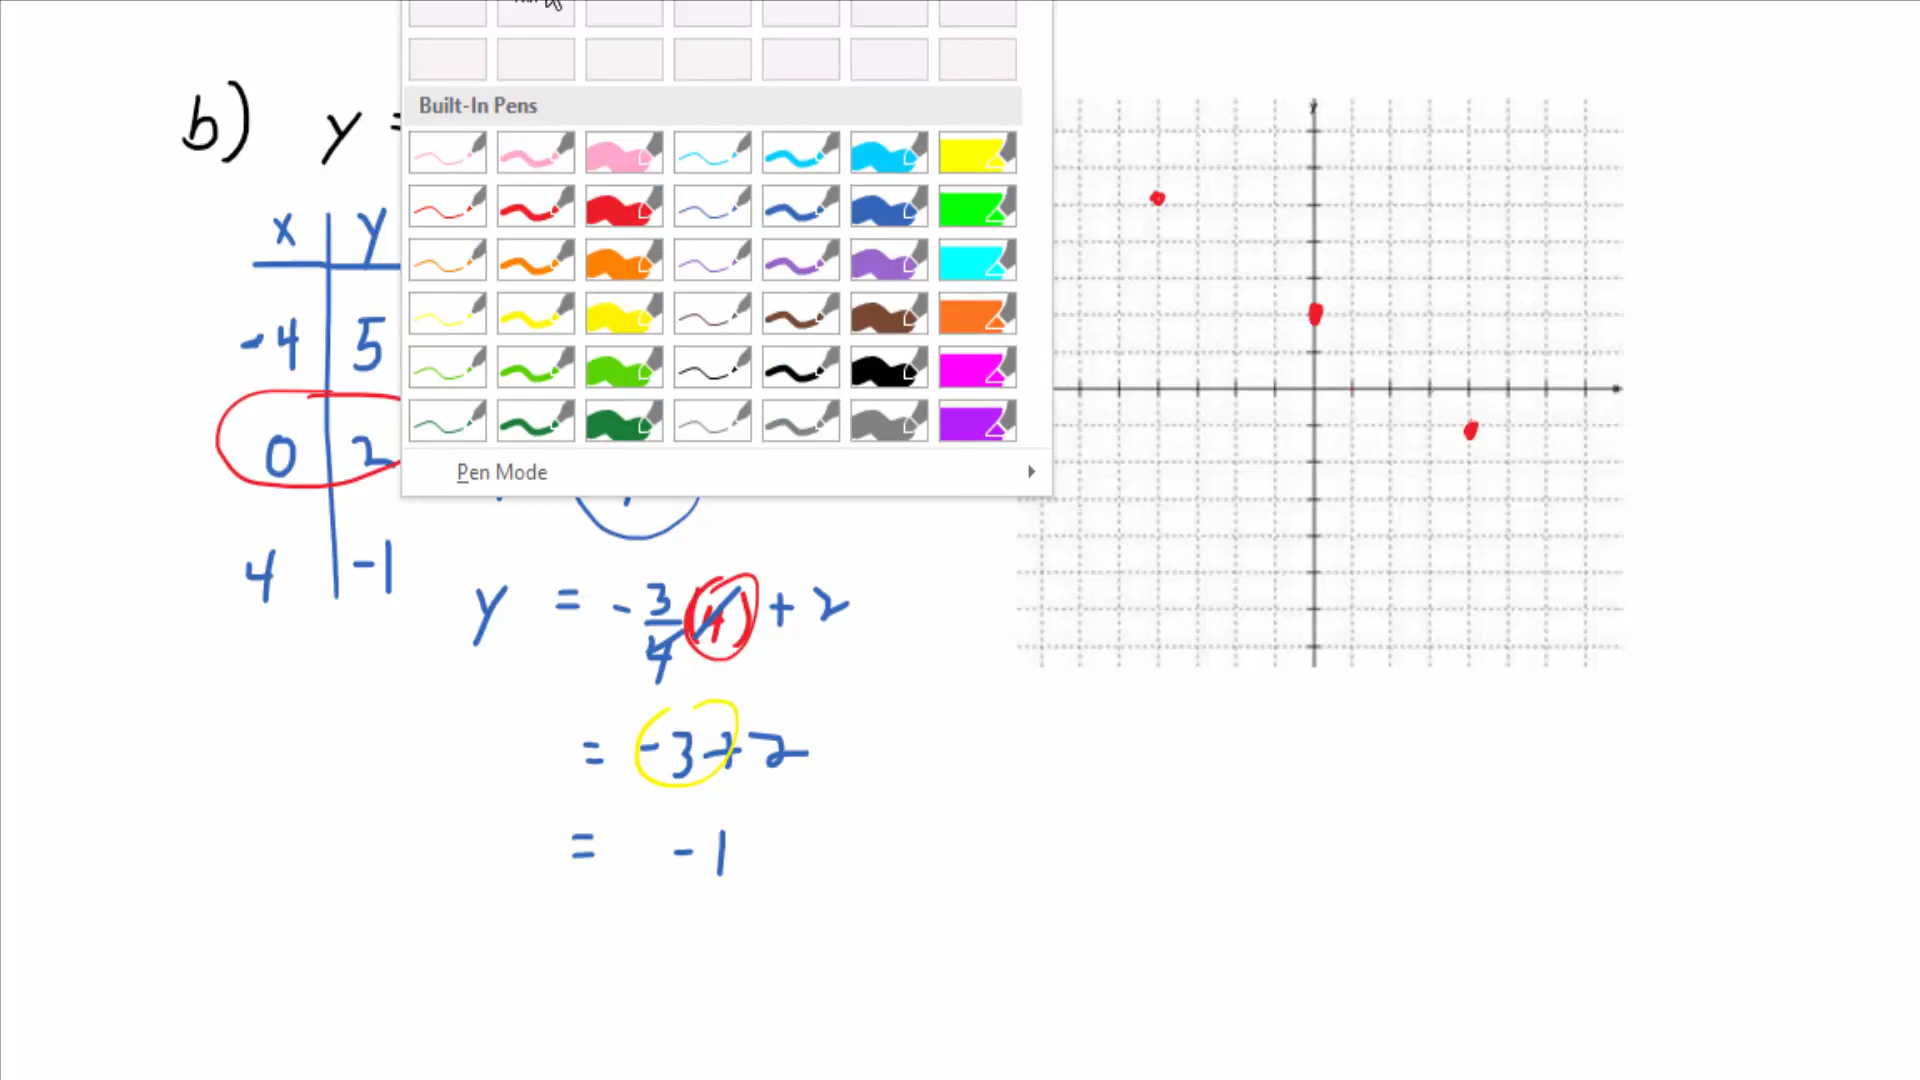 Built-In Pens
b) y =
x y
-4 5
0 2
4 -1
Pen Mode
y = -3/4(4) + 2
= -3+2
= -1
y